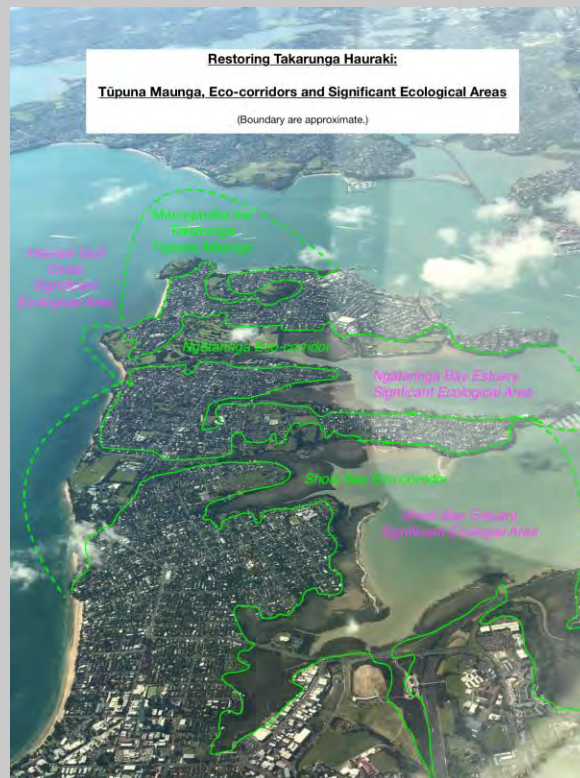 Restoring Takarunga Hauraki:
Tūpuna Maunga, Eco-corridors and Significant Ecological Areas
(Boundary are approximate.)
Maungauika me
Takarunga
Tūpuna Maunga
Hauraki Gulf
Coast
Significant
Ecological Area
Ngātaringa Eco-corridor
Ngātaringa Bay Estuary
Signficant Ecological Area
Shoal Bay Eco-corridor
Shoal Bay Estuary
Significant Ecologial Area